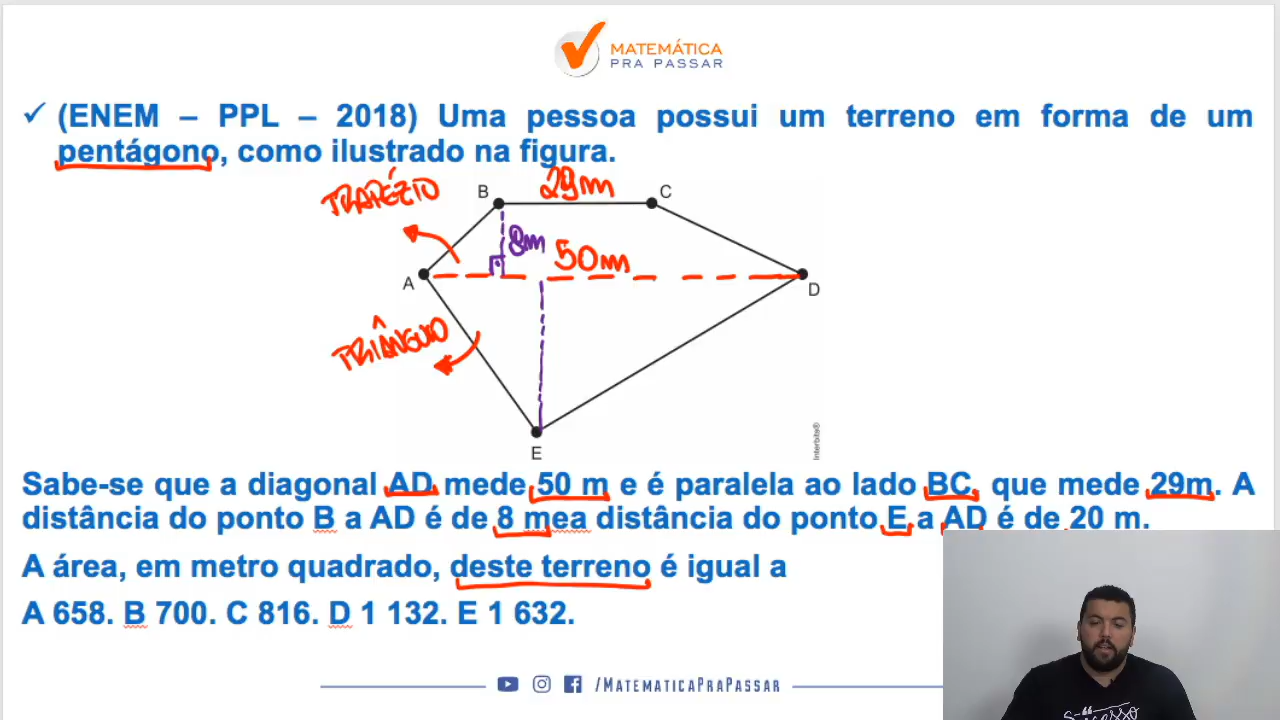 MATEMÁTICA
PRA PASSAR
✓ (ENEM – PPL – 2018) Uma pessoa possui um terreno em forma de um
pentágono, como ilustrado na figura.
TRAPÉZIO
B
29m
C
8m
50m
A
D
TRIÂNGULO
E
Interbits®
Sabe-se que a diagonal AD mede 50 m e é paralela ao lado BC, que mede 29m. A
distância do ponto B a AD é de 8 mea distância do ponto E a AD é de 20 m.
A área, em metro quadrado, deste terreno é igual a
A 658. B 700. C 816. D 1 132. E 1 632.
/MATEMATICAPRAPASSAR